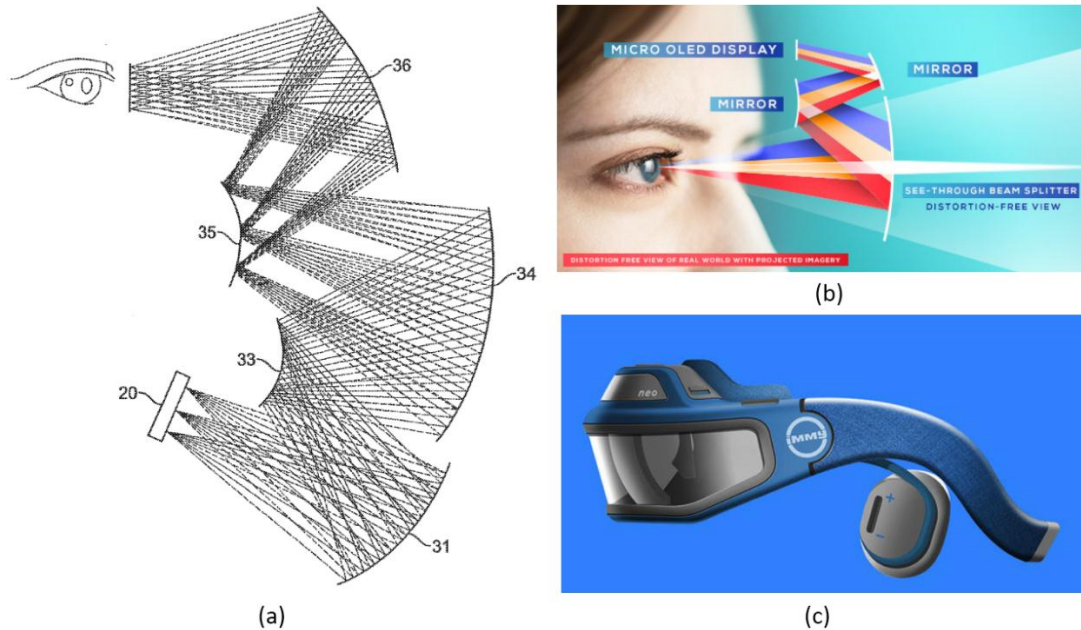 36
35
34
33
20
31
(a)
MICRO OLED DISPLAY
MIRROR
MIRROR
SEE-THROUGH BEAM SPLITTER
DISTORTION-FREE VIEW
DISTORTION FREE VIEW OF REAL WORLD WITH PROJECTED IMAGERY
(b)
neo
IMMY
+
−
(c)